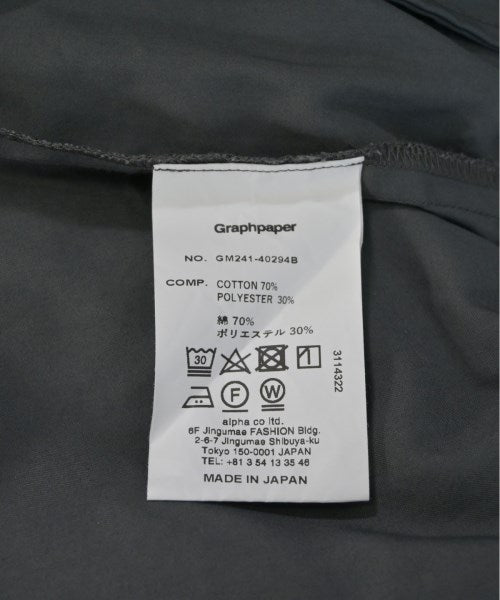 Graphpaper
NO. GM241-40294B
COMP. COTTON 70%
POLYESTER 30%
綿 70%
ポリエステル 30%
30
F
W
3114322
alpha co ltd.
6F Jingumae FASHION Bldg.
2-6-7 Jingumae Shibuya-ku
Tokyo 150-0001 JAPAN
TEL: +81 3 54 13 35 46
MADE IN JAPAN